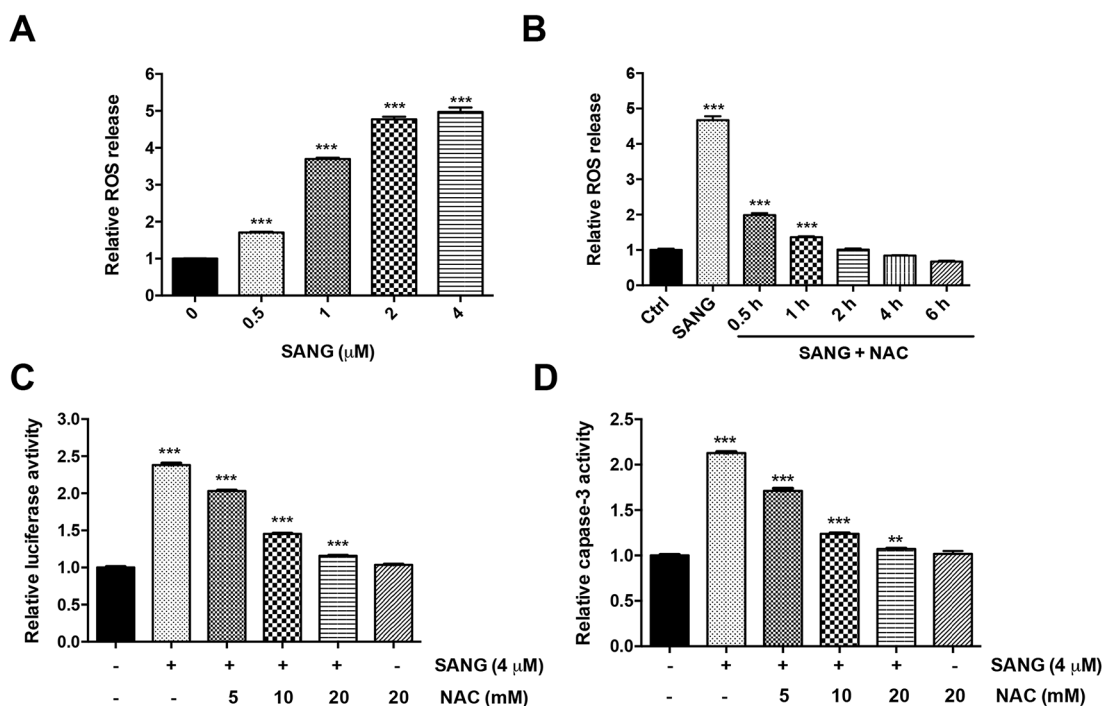 A
Relative ROS release
6
5
4
3
2
1
0
***
***
***
***
0
0.5
1
2
4
SANG (μM)
B
Relative ROS release
6
5
4
3
2
1
0
***
***
***
Ctrl
SANG
0.5 h
1 h
2 h
4 h
6 h
SANG + NAC
C
Relative luciferase avtivity
3.0
2.5
2.0
1.5
1.0
0.5
0.0
***
***
***
***
- + + + + - SANG (4 μM)
- - 5 10 20 20 NAC (mM)
D
Relative capase-3 activity
2.5
2.0
1.5
1.0
0.5
0.0
***
***
***
**
- + + + + - SANG (4 μM)
- - 5 10 20 20 NAC (mM)